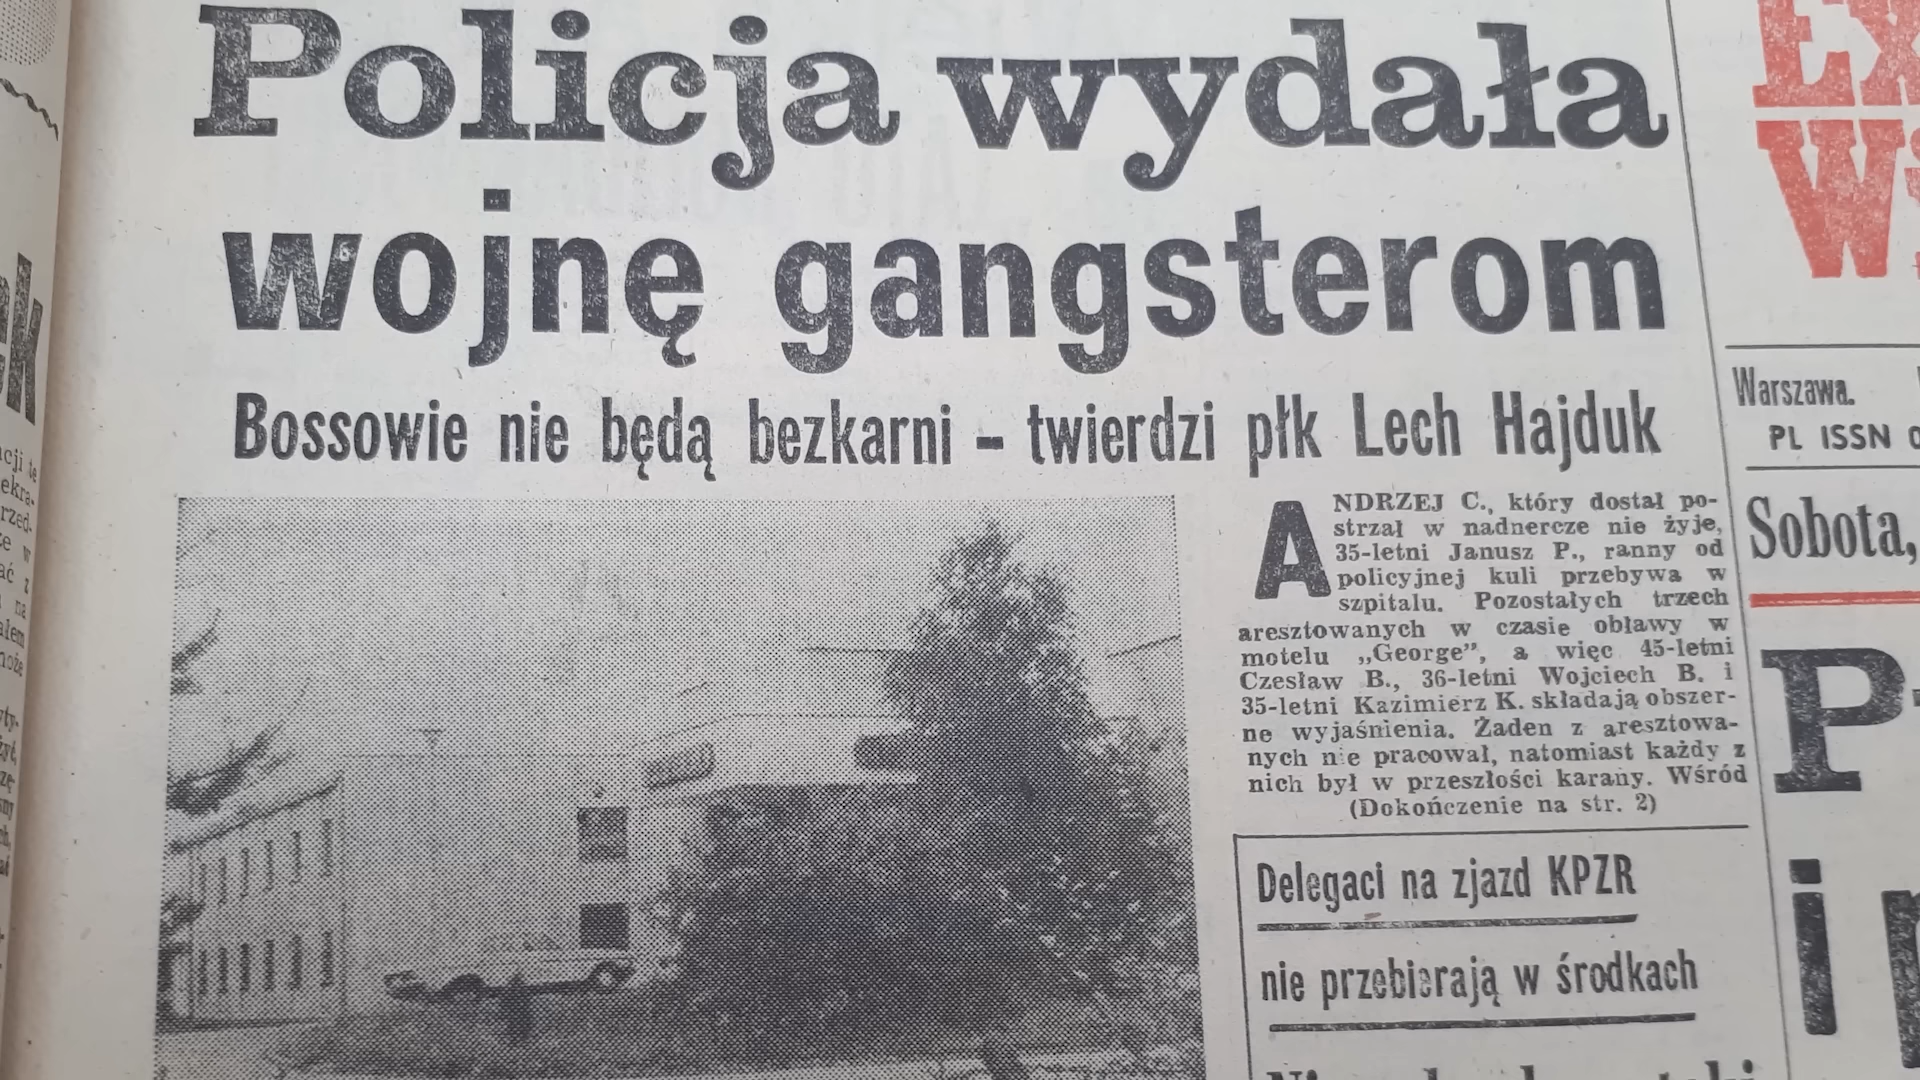 Policja wydała
wojnę gangsterom
Bossowie nie będą bezkarni – twierdzi płk Lech Hajduk
ANDRZEJ C., który dostał po-
strzał w nadnercze nie żyje,
35-letni Janusz P., ranny od
policyjnej kuli przebywa w
szpitalu. Pozostałych trzech
aresztowanych w czasie obławy w
motelu „George”, a więc 45-letni
Czesław B., 36-letni Wojciech B. i
35-letni Kazimierz K. składają obszer-
ne wyjaśnienia. Żaden z aresztowa-
nych nie pracował, natomiast każdy z
nich był w przeszłości karany. Wśród
(Dokończenie na str. 2)
Delegaci na zjazd KPZR
nie przebierają w środkach
Warszawa.
PL ISSN
Sobota,